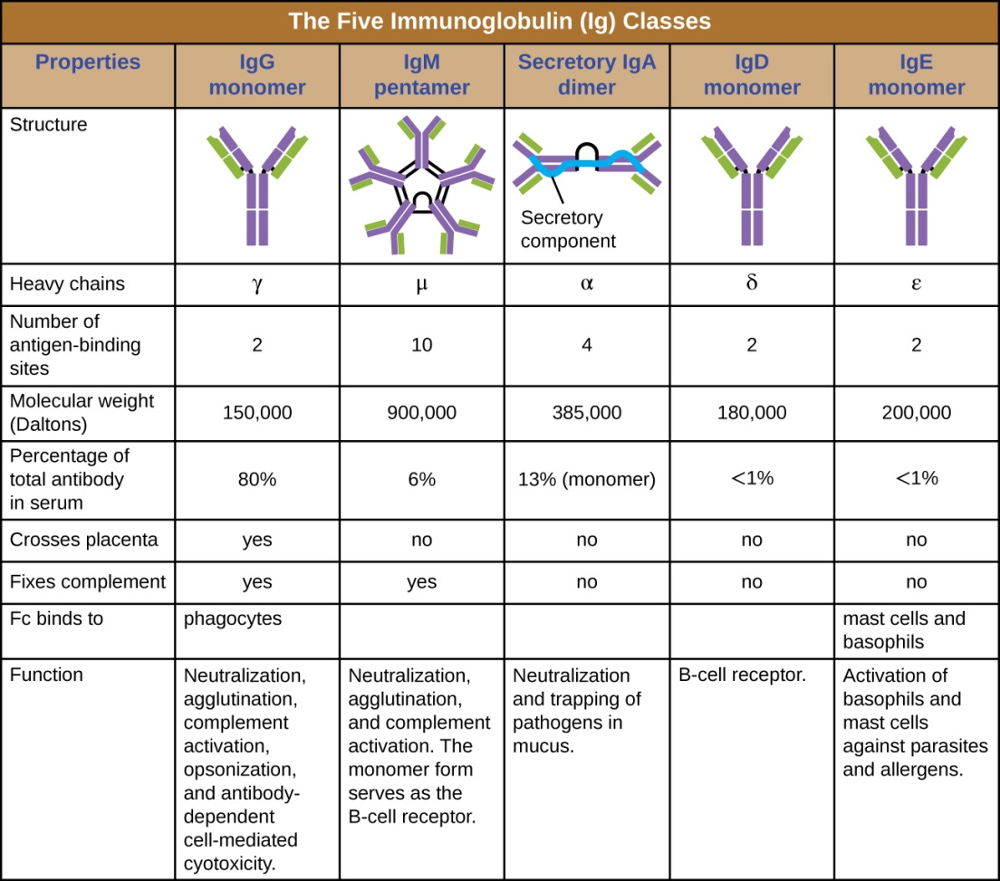 The Five Immunoglobulin (Ig) Classes
Properties
IgG
monomer
IgM
pentamer
Secretory IgA
dimer
IgD
monomer
IgE
monomer
Structure
Secretory
component
Heavy chains
γ
μ
α
δ
ε
Number of
antigen-binding
sites
2
10
4
2
2
Molecular weight
(Daltons)
150,000
900,000
385,000
180,000
200,000
Percentage of
total antibody
in serum
80%
6%
13% (monomer)
<1%
<1%
Crosses placenta
yes
no
no
no
no
Fixes complement
yes
yes
no
no
no
Fc binds to
phagocytes
mast cells and
basophils
Function
Neutralization,
agglutination,
complement
activation,
opsonization,
and antibody-
dependent
cell-mediated
cyotoxicity.
Neutralization,
agglutination,
and complement
activation. The
monomer form
serves as the
B-cell receptor.
Neutralization
and trapping of
pathogens in
mucus.
B-cell receptor.
Activation of
basophils and
mast cells
against parasites
and allergens.